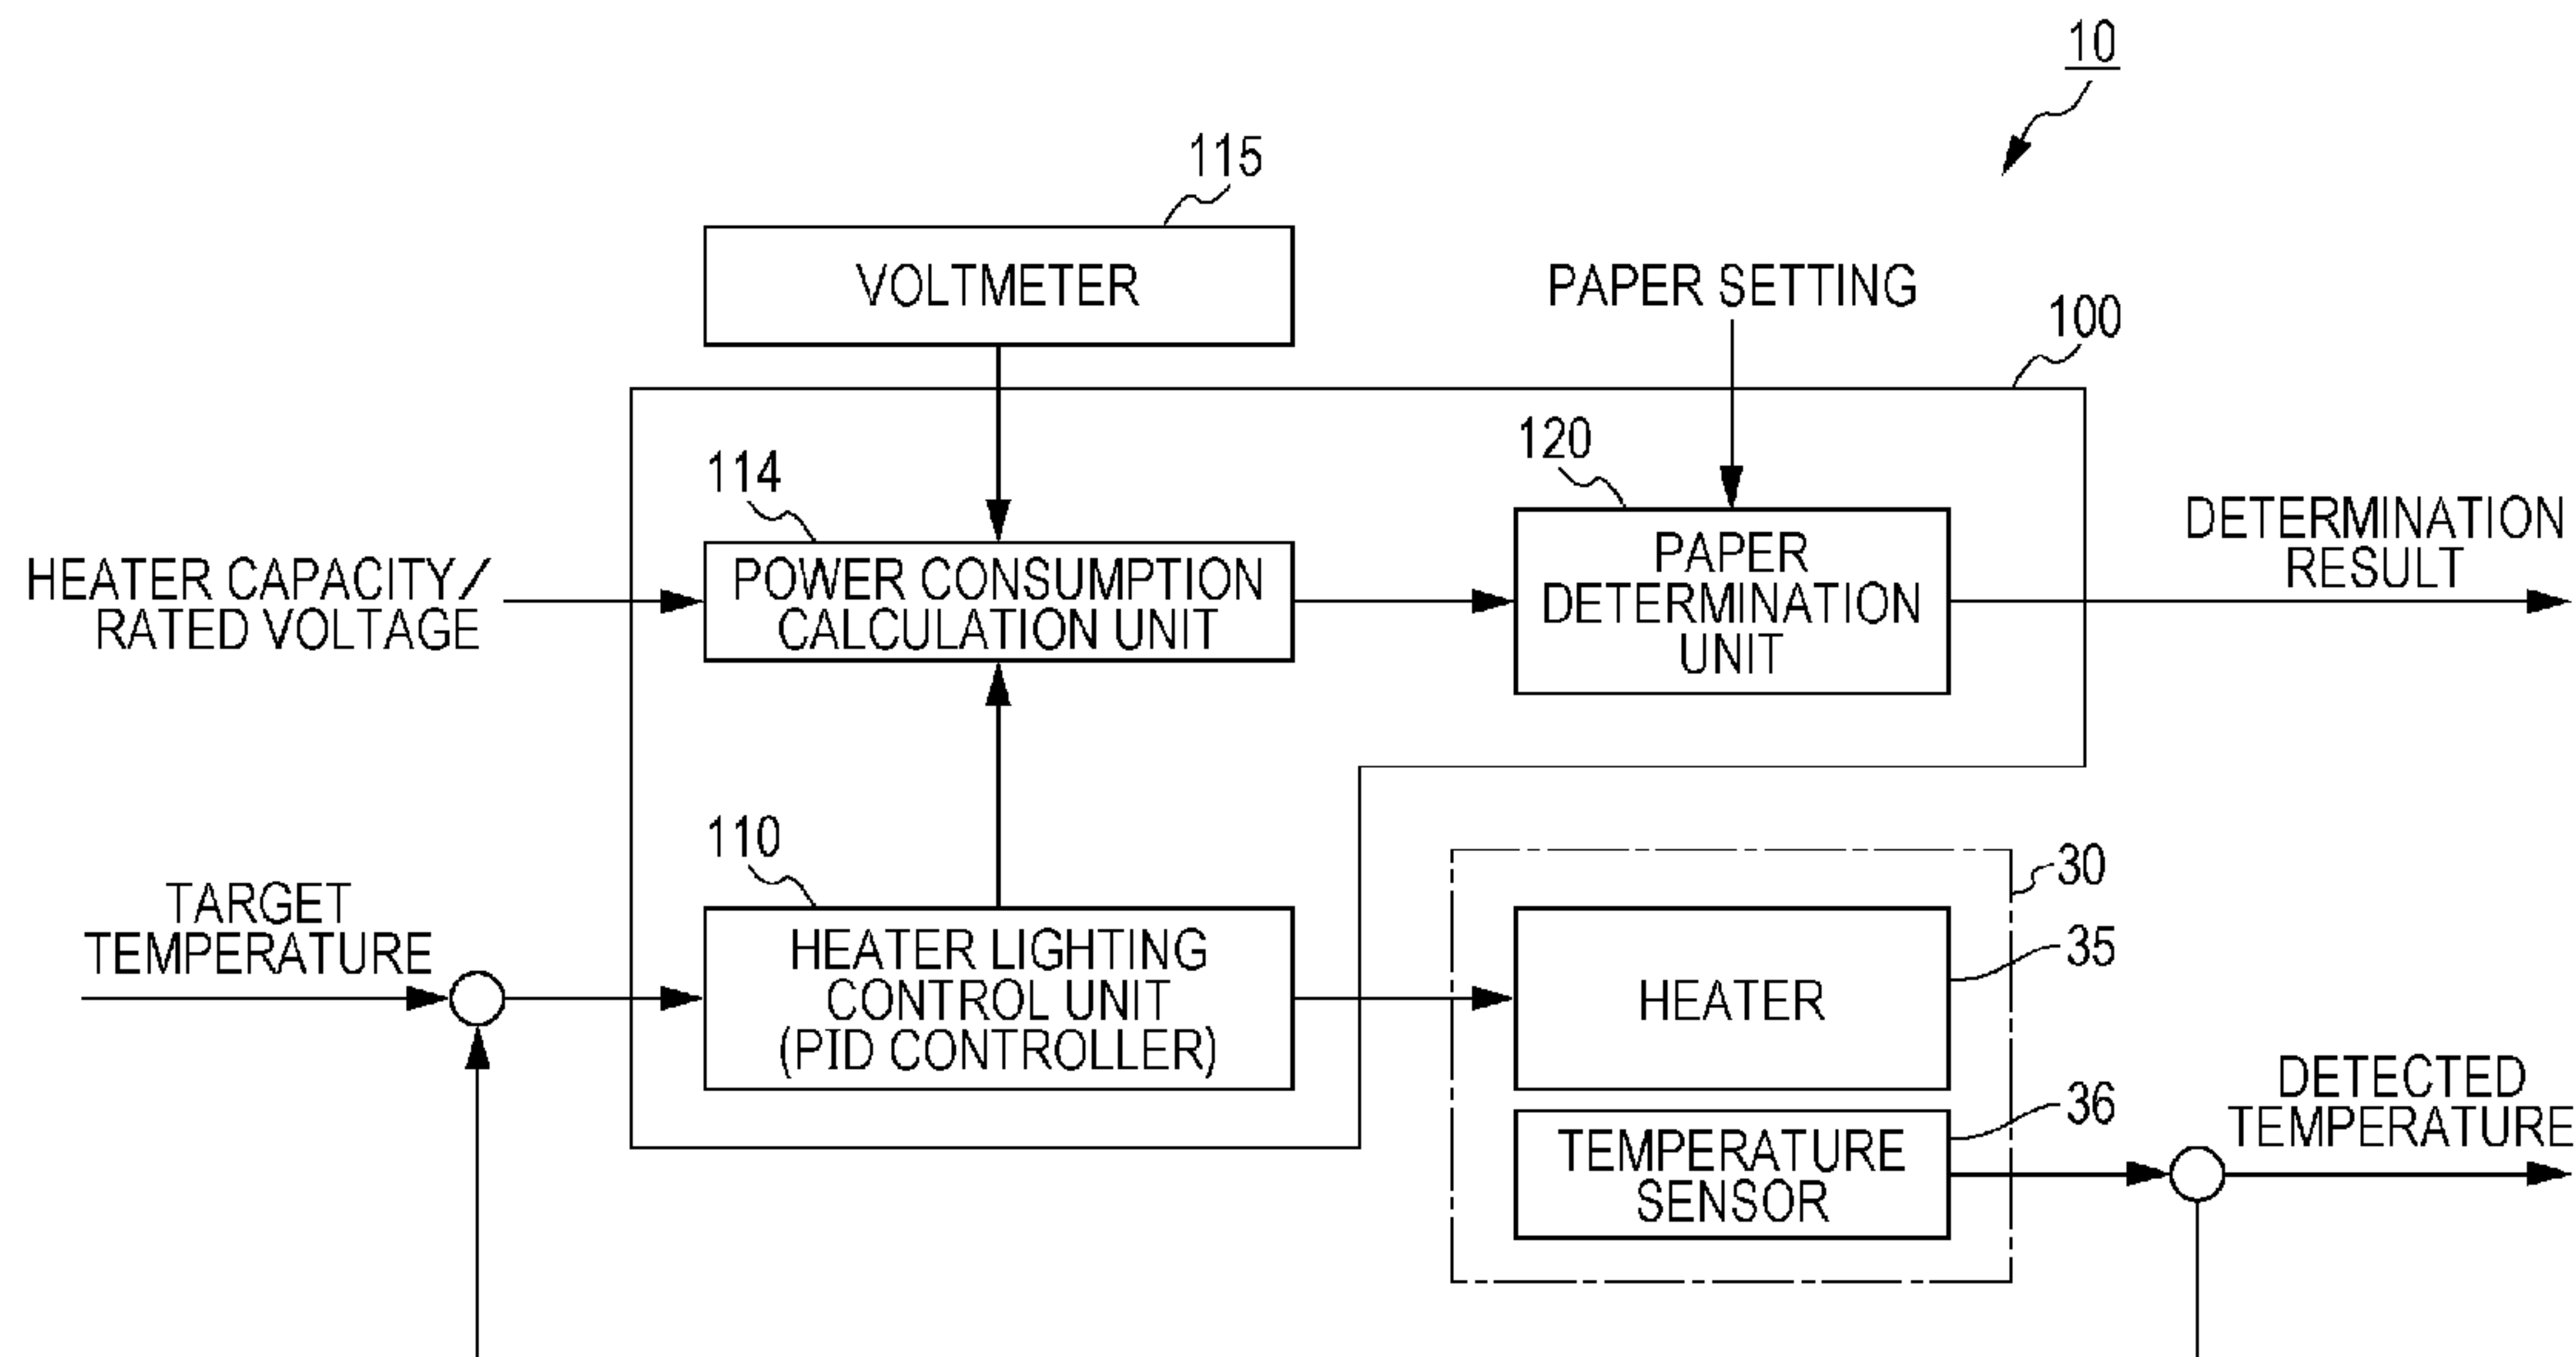 10
115
VOLTMETER
PAPER SETTING
100
120
114
HEATER CAPACITY/
RATED VOLTAGE
POWER CONSUMPTION
CALCULATION UNIT
PAPER
DETERMINATION
UNIT
DETERMINATION
RESULT
110
30
TARGET
TEMPERATURE
HEATER LIGHTING
CONTROL UNIT
(PID CONTROLLER)
HEATER
35
36
TEMPERATURE
SENSOR
DETECTED
TEMPERATURE